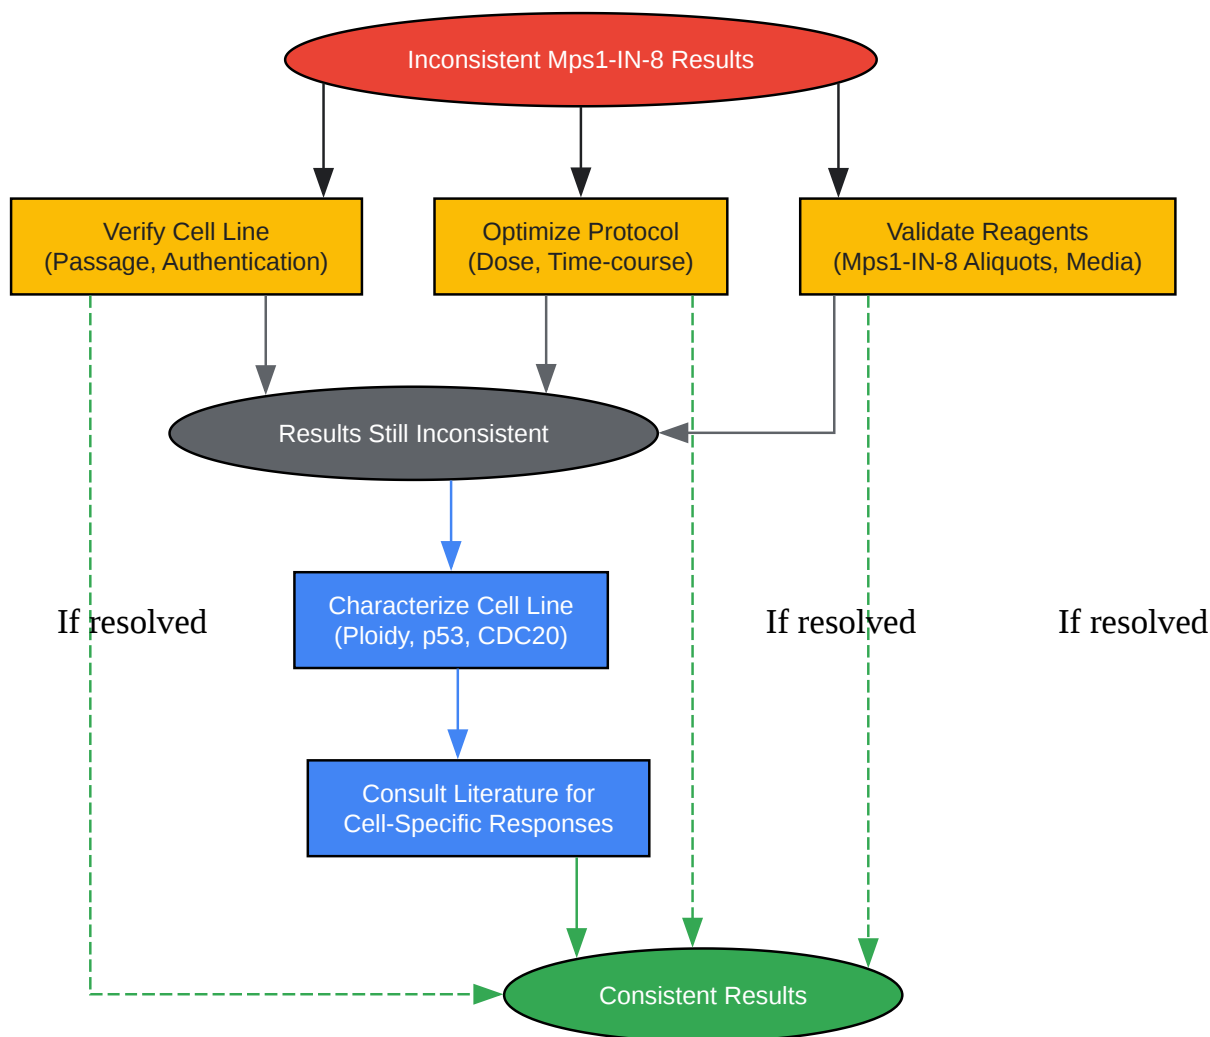 Inconsistent Mps1-IN-8 Results
Verify Cell Line
(Passage, Authentication)
Optimize Protocol
(Dose, Time-course)
Validate Reagents
(Mps1-IN-8 Aliquots, Media)
Results Still Inconsistent
Characterize Cell Line
(Ploidy, p53, CDC20)
If resolved
If resolved
If resolved
Consult Literature for
Cell-Specific Responses
Consistent Results